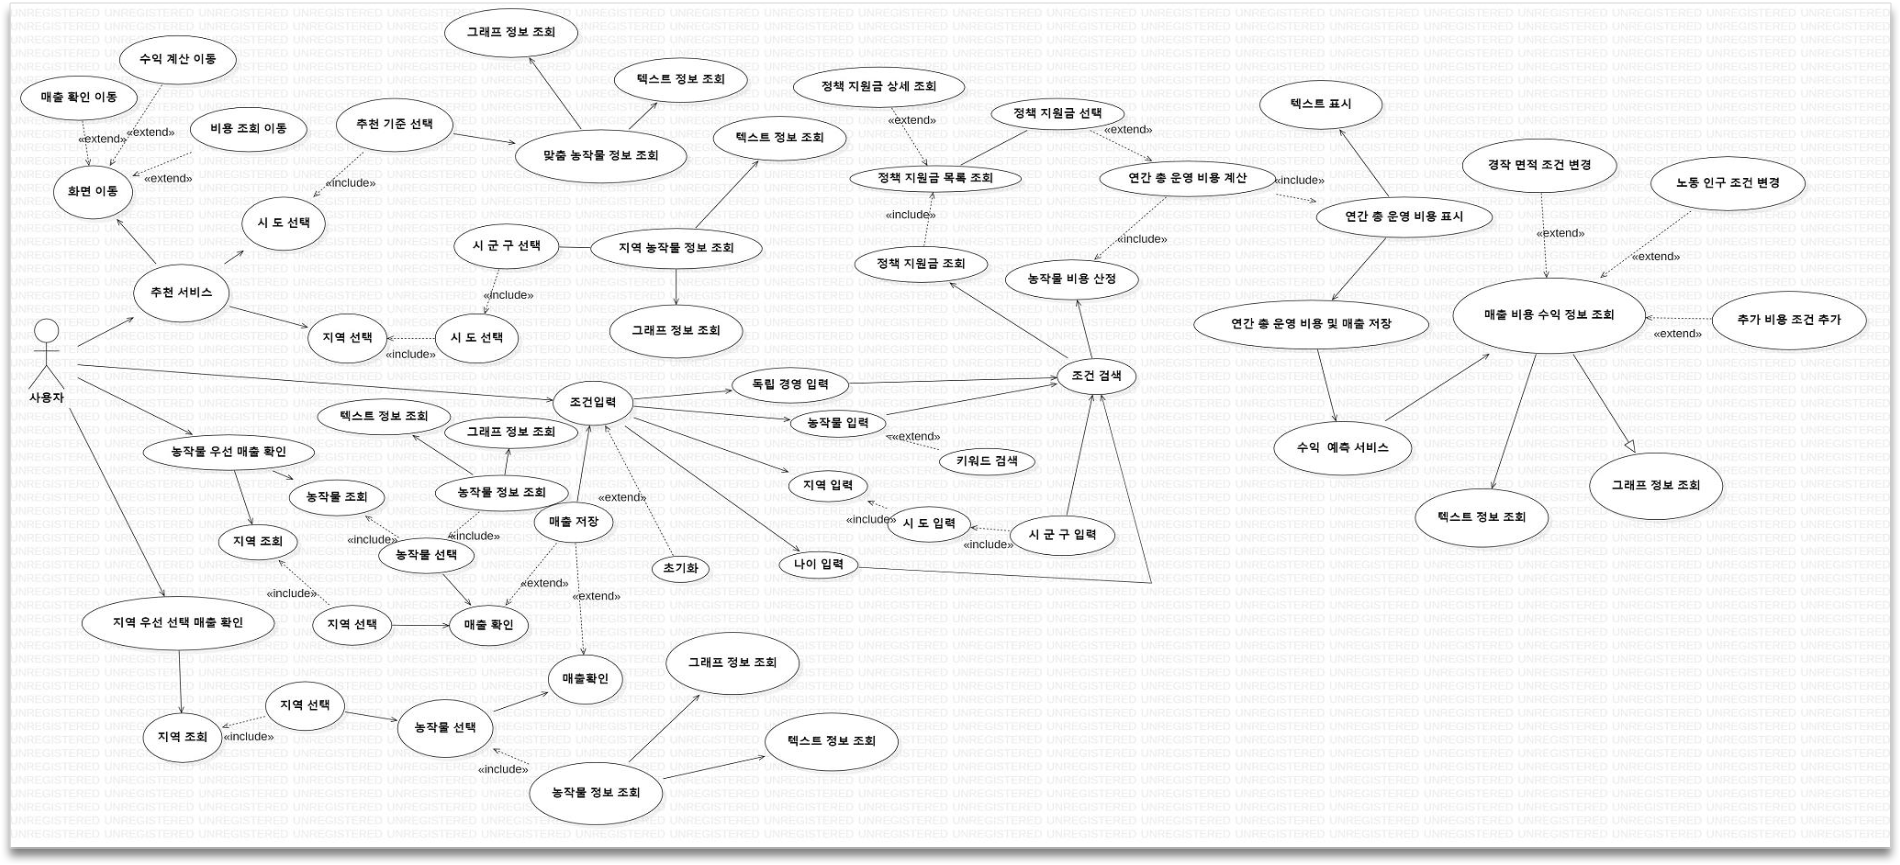 그래프 정보 조회
수익 계산 이동
텍스트 정보 조회
정책 지원금 상세 조회
매출 확인 이동
텍스트 표시
정책 지원금 선택
«extend»
추천 기준 선택
비용 조회 이동
«extend»
«extend»
«extend»
텍스트 정보 조회
맞춤 농작물 정보 조회
경작 면적 조건 변경
«extend»
정책 지원금 목록 조회
연간 총 운영 비용 계산
«include»
«include»
노동 인구 조건 변경
화면 이동
«include»
연간 총 운영 비용 표시
시 도 선택
«extend»
«include»
시 군 구 선택
지역 농작물 정보 조회
«extend»
정책 지원금 조회
농작물 비용 산정
추천 서비스
«include»
매출 비용 수익 정보 조회
추가 비용 조건 추가
«extend»
연간 총 운영 비용 및 매출 저장
그래프 정보 조회
지역 선택
시 도 선택
«include»
조건 검색
독립 경영 입력
사용자
조건입력
텍스트 정보 조회
농작물 입력
그래프 정보 조회
«extend»
수익 예측 서비스
농작물 우선 매출 확인
키워드 검색
지역 입력
그래프 정보 조회
농작물 정보 조회
농작물 조회
«extend»
텍스트 정보 조회
매출 저장
«include»
시 도 입력
시 군 구 입력
«include»
«include»
«include»
지역 조회
농작물 선택
나이 입력
초기화
«extend»
«include»
«extend»
지역 우선 선택 매출 확인
지역 선택
매출 확인
그래프 정보 조회
매출확인
지역 선택
농작물 선택
지역 조회
«include»
텍스트 정보 조회
«include»
농작물 정보 조회